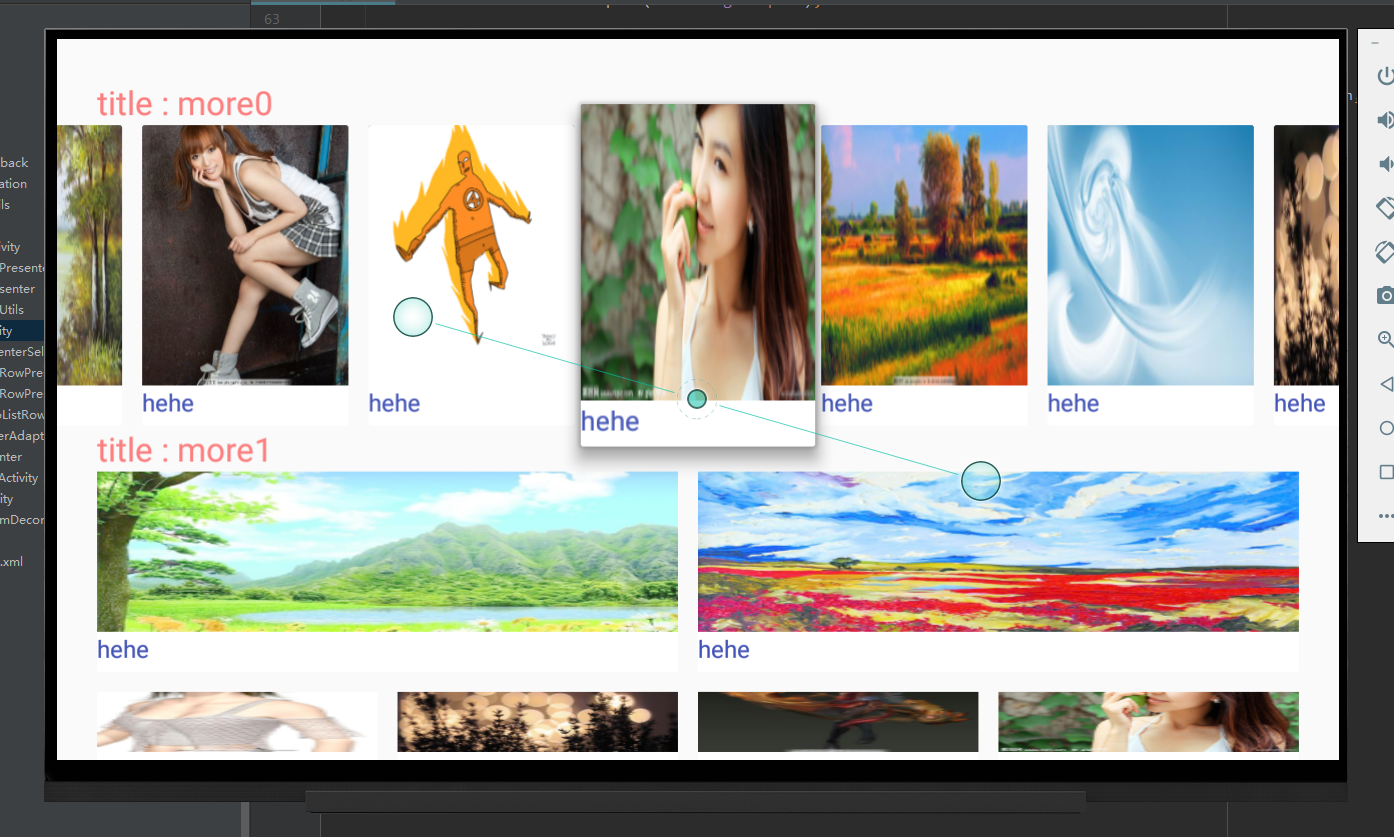 63
title : more0
back
ation
ls
vity
Presente
senter
Utils
ity
enterSel
RowPre
RowPre
oListRow
erAdapt
nter
Activity
ity
mDecor
.xml
hehe
hehe
hehe
hehe
hehe
hehe
title : more1
hehe
hehe